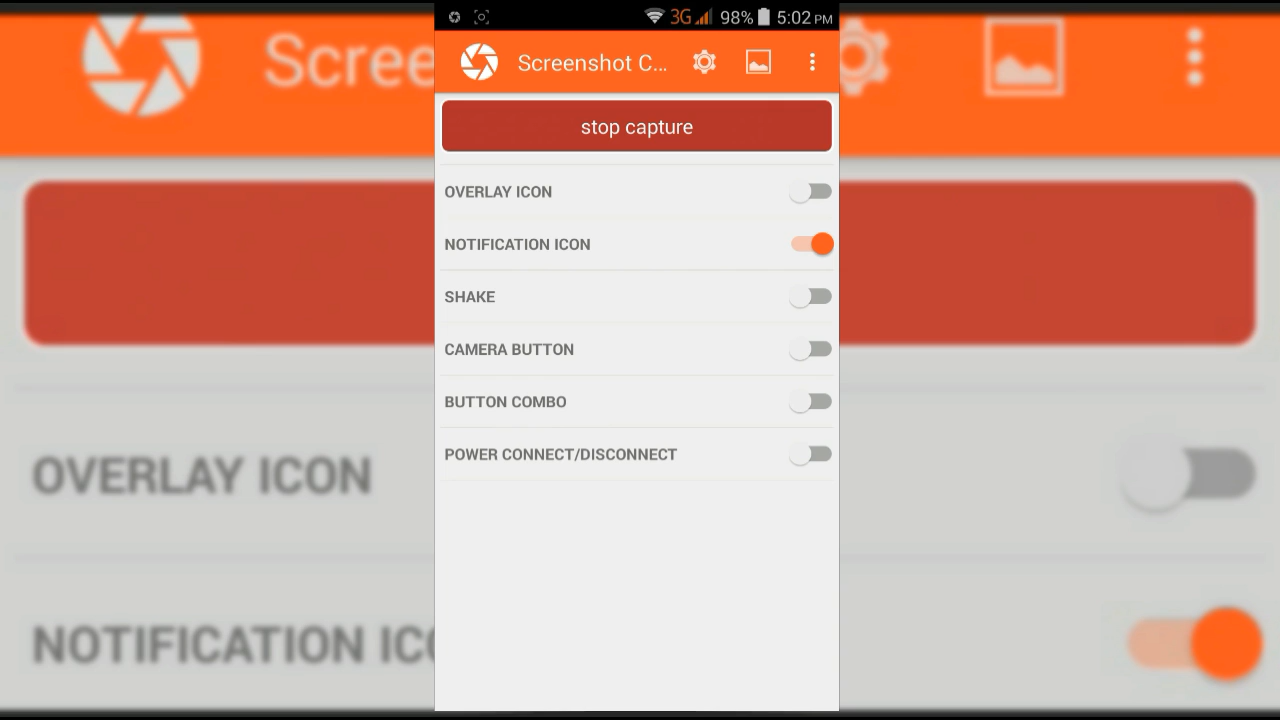 3G 98% 5:02 PM
Screenshot C...
stop capture
OVERLAY ICON
NOTIFICATION ICON
SHAKE
CAMERA BUTTON
BUTTON COMBO
POWER CONNECT/DISCONNECT
Scree
OVERLAY ICON
NOTIFICATION IC